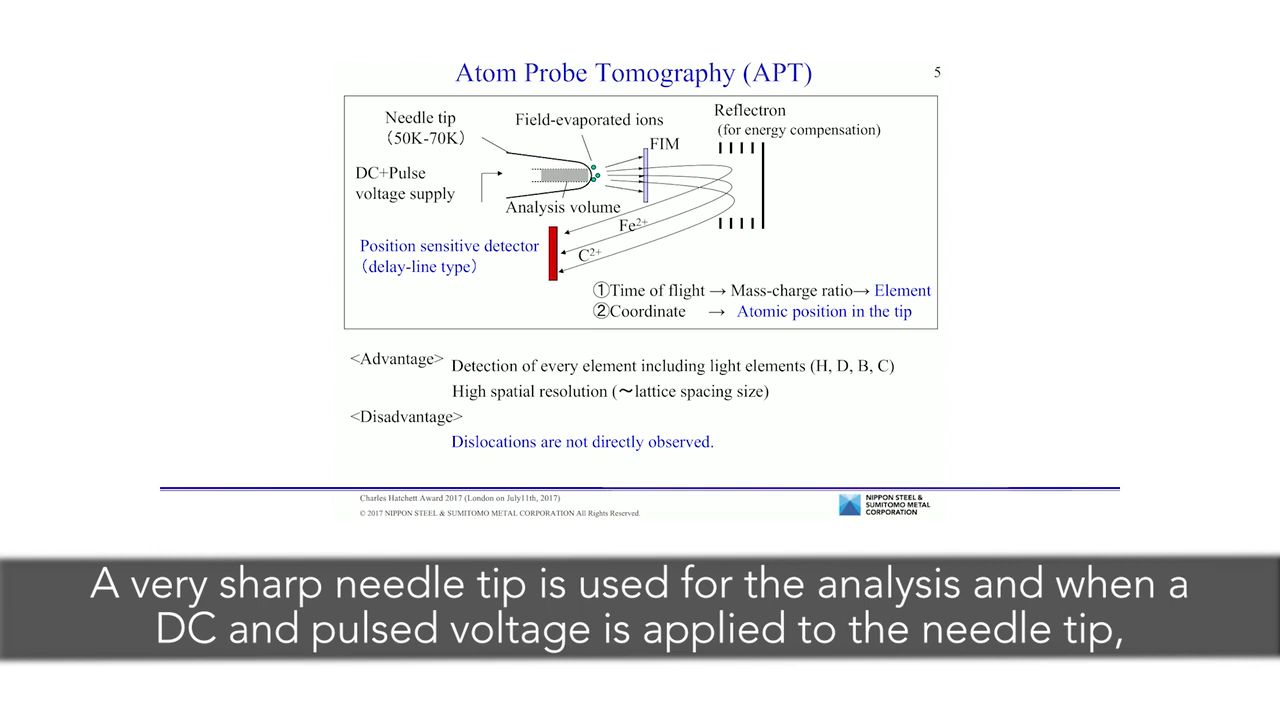 Atom Probe Tomography (APT)
5
Needle tip
（50K-70K）
Field-evaporated ions
FIM
Reflectron
(for energy compensation)
DC+Pulse
voltage supply
Analysis volume
Fe²⁺
C²⁺
Position sensitive detector
（delay-line type）
①Time of flight → Mass-charge ratio→ Element
②Coordinate → Atomic position in the tip
<Advantage>
Detection of every element including light elements (H, D, B, C)
High spatial resolution (～lattice spacing size)
<Disadvantage>
Dislocations are not directly observed.
Charles Hatchett Award 2017 (London on July11th, 2017)
© 2017 NIPPON STEEL & SUMITOMO METAL CORPORATION All Rights Reserved.
NIPPON STEEL &
SUMITOMO METAL
CORPORATION
A very sharp needle tip is used for the analysis and when a
DC and pulsed voltage is applied to the needle tip,